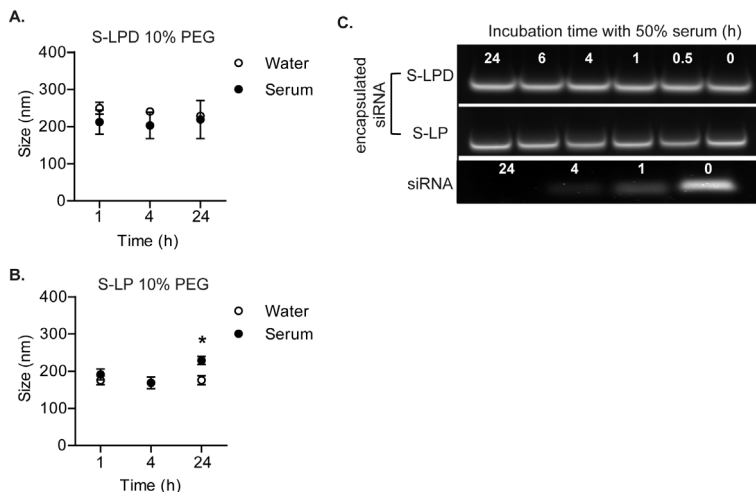 A.
S-LPD 10% PEG
400
300
200
100
0
Size (nm)
1 4 24
Time (h)
Water
Serum
B.
S-LP 10% PEG
400
300
200
100
0
Size (nm)
*
1 4 24
Time (h)
Water
Serum
C.
Incubation time with 50% serum (h)
24 6 4 1 0.5 0
encapsulated
siRNA
S-LPD
S-LP
24 4 1 0
siRNA